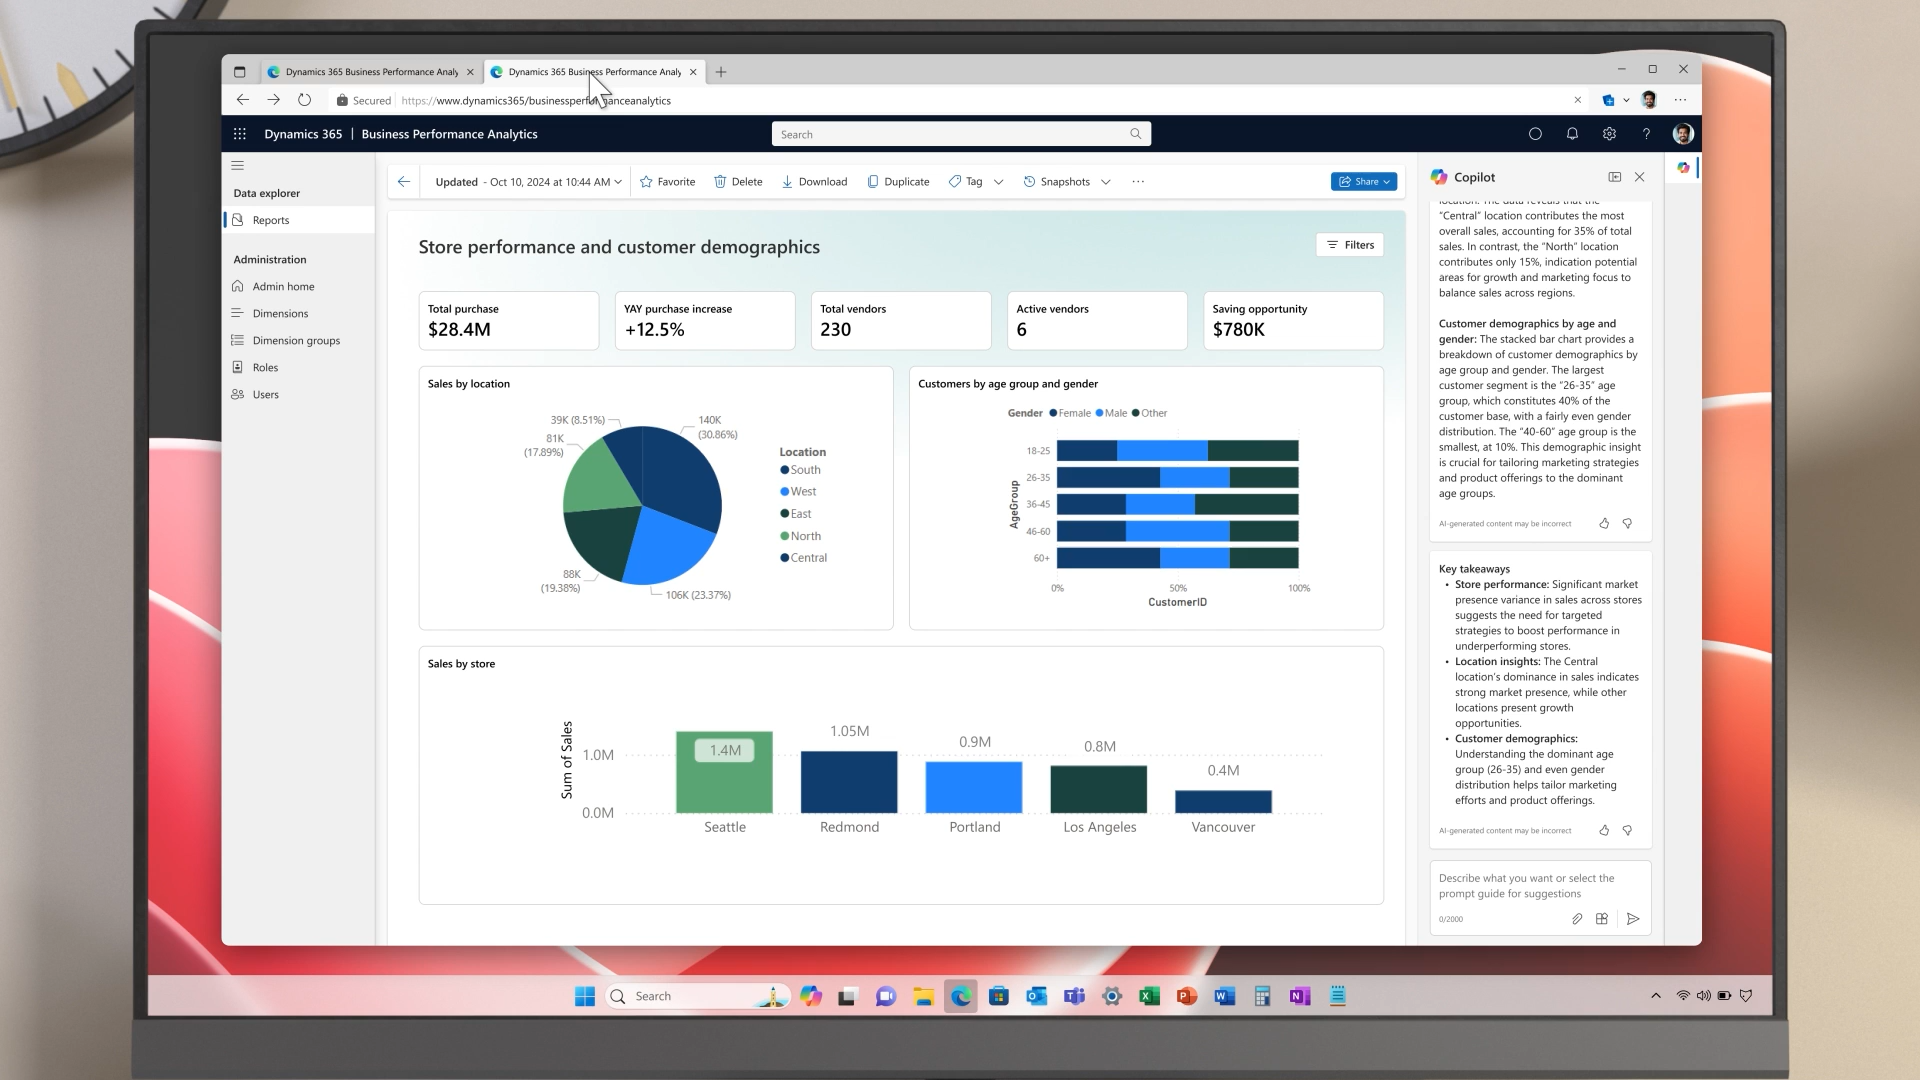 Dynamics 365 Business Performance Analy
Dynamics 365 Business Performance Analy
Secured
https://www.dynamics365/businessperformanceanalytics
Dynamics 365 | Business Performance Analytics
Search
Data explorer
Reports
Administration
Admin home
Dimensions
Dimension groups
Roles
Users
Updated - Oct 10, 2024 at 10:44 AM
Favorite
Delete
Download
Duplicate
Tag
Snapshots
Share
Store performance and customer demographics
Filters
Total purchase
$28.4M
YAY purchase increase
+12.5%
Total vendors
230
Active vendors
6
Saving opportunity
$780K
Sales by location
39K (8.51%)
140K
(30.86%)
81K
(17.89%)
88K
(19.38%)
106K (23.37%)
Location
South
West
East
North
Central
Customers by age group and gender
Gender Female Male Other
AgeGroup
18-25
26-35
36-45
46-60
60+
0%
50%
100%
CustomerID
Sales by store
Sum of Sales
1.0M
0.0M
1.4M
1.05M
0.9M
0.8M
0.4M
Seattle
Redmond
Portland
Los Angeles
Vancouver
Copilot
location. The data reveals that the
"Central" location contributes the most
overall sales, accounting for 35% of total
sales. In contrast, the "North" location
contributes only 15%, indication potential
areas for growth and marketing focus to
balance sales across regions.
Customer demographics by age and
gender: The stacked bar chart provides a
breakdown of customer demographics by
age group and gender. The largest
customer segment is the "26-35" age
group, which constitutes 40% of the
customer base, with a fairly even gender
distribution. The "40-60" age group is the
smallest, at 10%. This demographic insight
is crucial for tailoring marketing strategies
and product offerings to the dominant
age groups.
AI-generated content may be incorrect
Key takeaways
• Store performance: Significant market
presence variance in sales across stores
suggests the need for targeted
strategies to boost performance in
underperforming stores.
• Location insights: The Central
location's dominance in sales indicates
strong market presence, while other
locations present growth
opportunities.
• Customer demographics:
Understanding the dominant age
group (26-35) and even gender
distribution helps tailor marketing
efforts and product offerings.
AI-generated content may be incorrect
Describe what you want or select the
prompt guide for suggestions
0/2000
Search